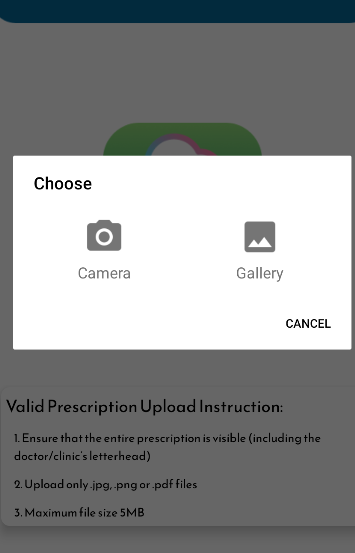 Choose
Camera
Gallery
CANCEL
Valid Prescription Upload Instruction:
1. Ensure that the entire prescription is visible (including the
doctor/clinic's letterhead)
2. Upload only .jpg, .png or .pdf files
3. Maximum file size 5MB